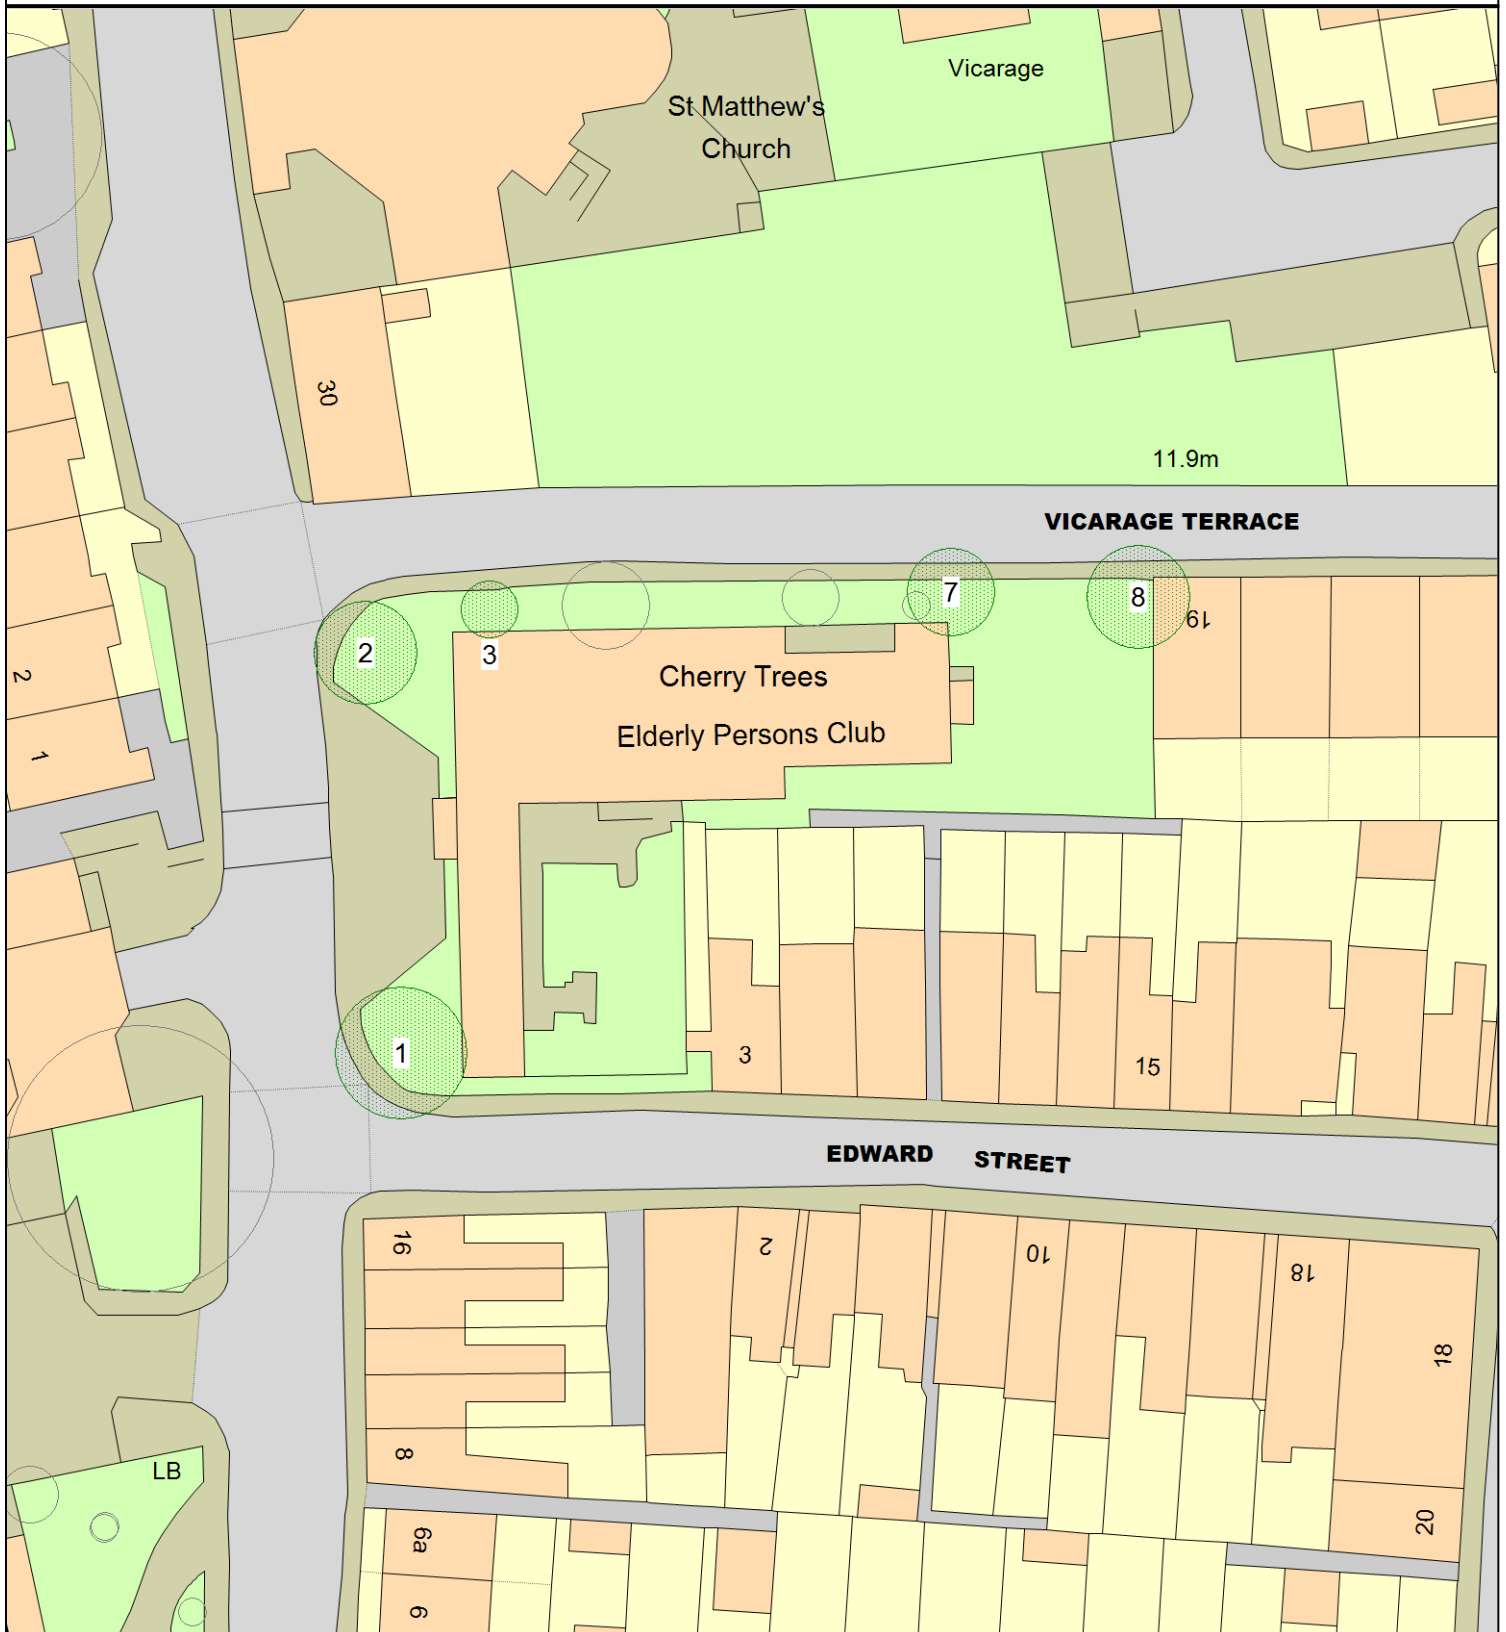 Vicarage
St Matthew's
Church
30
11.9m
VICARAGE TERRACE
2
3
7
8
19
2
1
Cherry Trees
Elderly Persons Club
1
3
15
EDWARD STREET
16
2
10
18
18
8
LB
20
6a
6